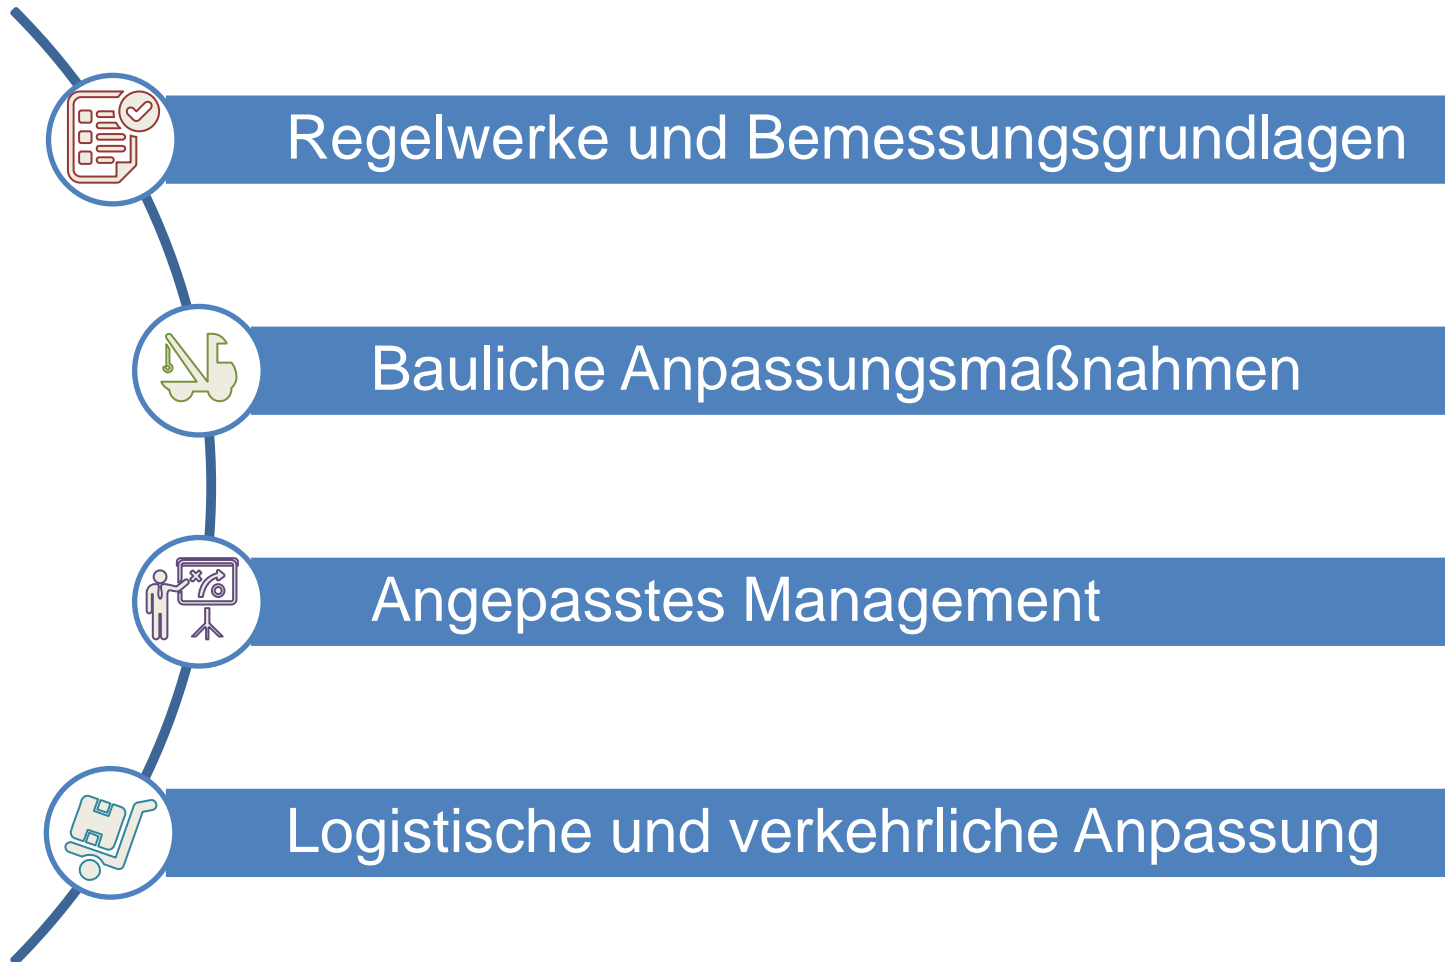 Regelwerke und Bemessungsgrundlagen
Bauliche Anpassungsmaßnahmen
Angepasstes Management
Logistische und verkehrliche Anpassung